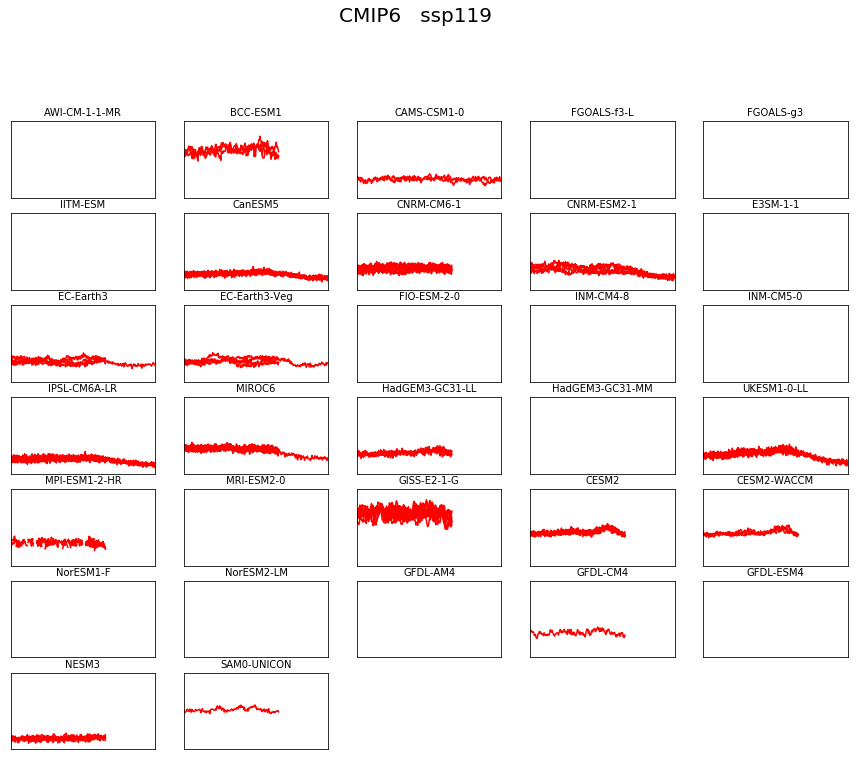 CMIP6   ssp119
AWI-CM-1-1-MR
BCC-ESM1
CAMS-CSM1-0
FGOALS-f3-L
FGOALS-g3
IITM-ESM
CanESM5
CNRM-CM6-1
CNRM-ESM2-1
E3SM-1-1
EC-Earth3
EC-Earth3-Veg
FIO-ESM-2-0
INM-CM4-8
INM-CM5-0
IPSL-CM6A-LR
MIROC6
HadGEM3-GC31-LL
HadGEM3-GC31-MM
UKESM1-0-LL
MPI-ESM1-2-HR
MRI-ESM2-0
GISS-E2-1-G
CESM2
CESM2-WACCM
NorESM1-F
NorESM2-LM
GFDL-AM4
GFDL-CM4
GFDL-ESM4
NESM3
SAM0-UNICON